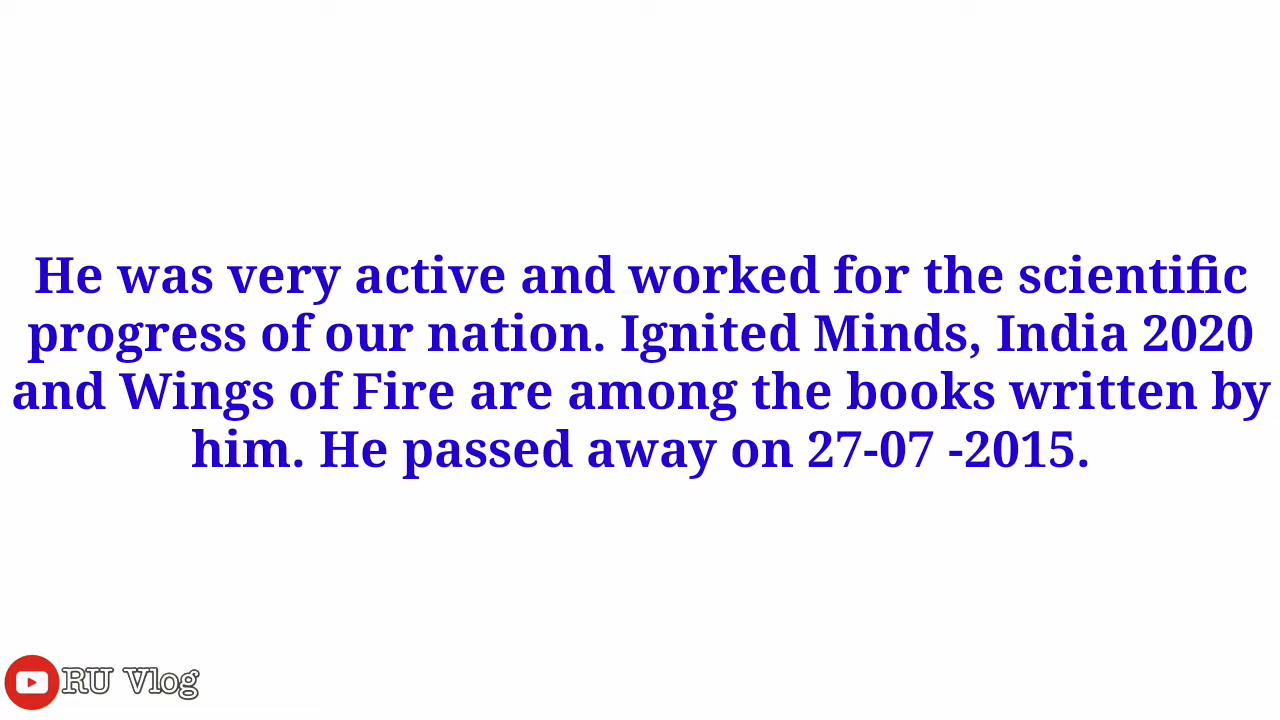 He was very active and worked for the scientific
progress of our nation. Ignited Minds, India 2020
and Wings of Fire are among the books written by
him. He passed away on 27-07 -2015.
RU Vlog